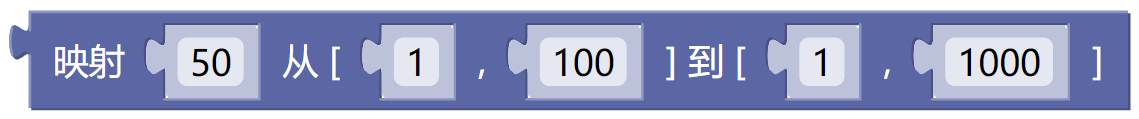 映射 50 从 [ 1 , 100 ] 到 [ 1 , 1000 ]